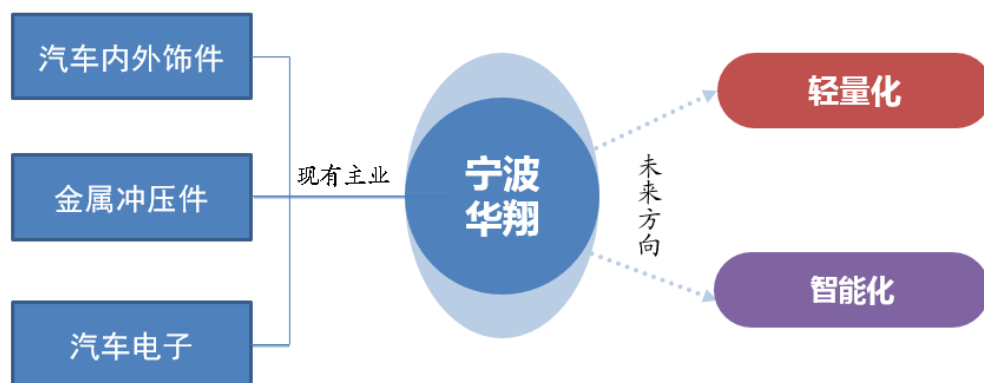 汽车内外饰件
金属冲压件
汽车电子
现有主业
宁波
华翔
未来方向
轻量化
智能化